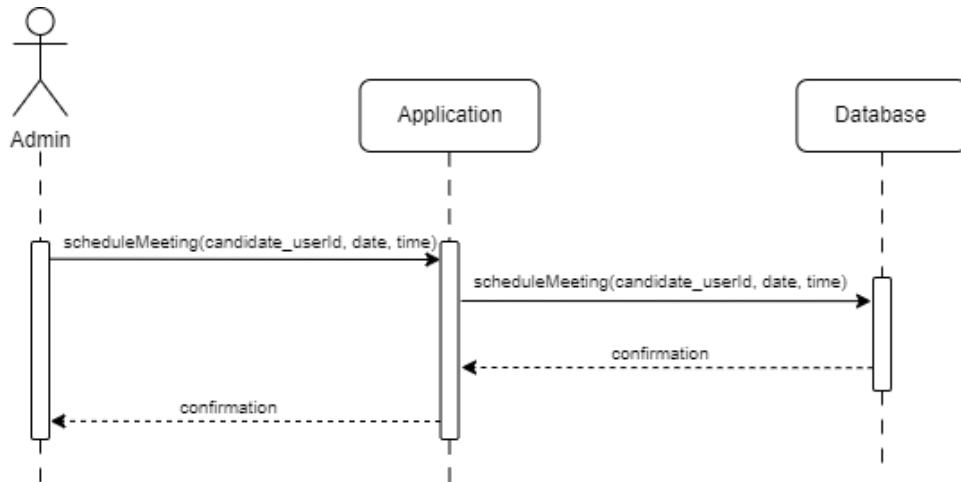 Admin
Application
Database
scheduleMeeting(candidate_userId, date, time)
scheduleMeeting(candidate_userId, date, time)
confirmation
confirmation